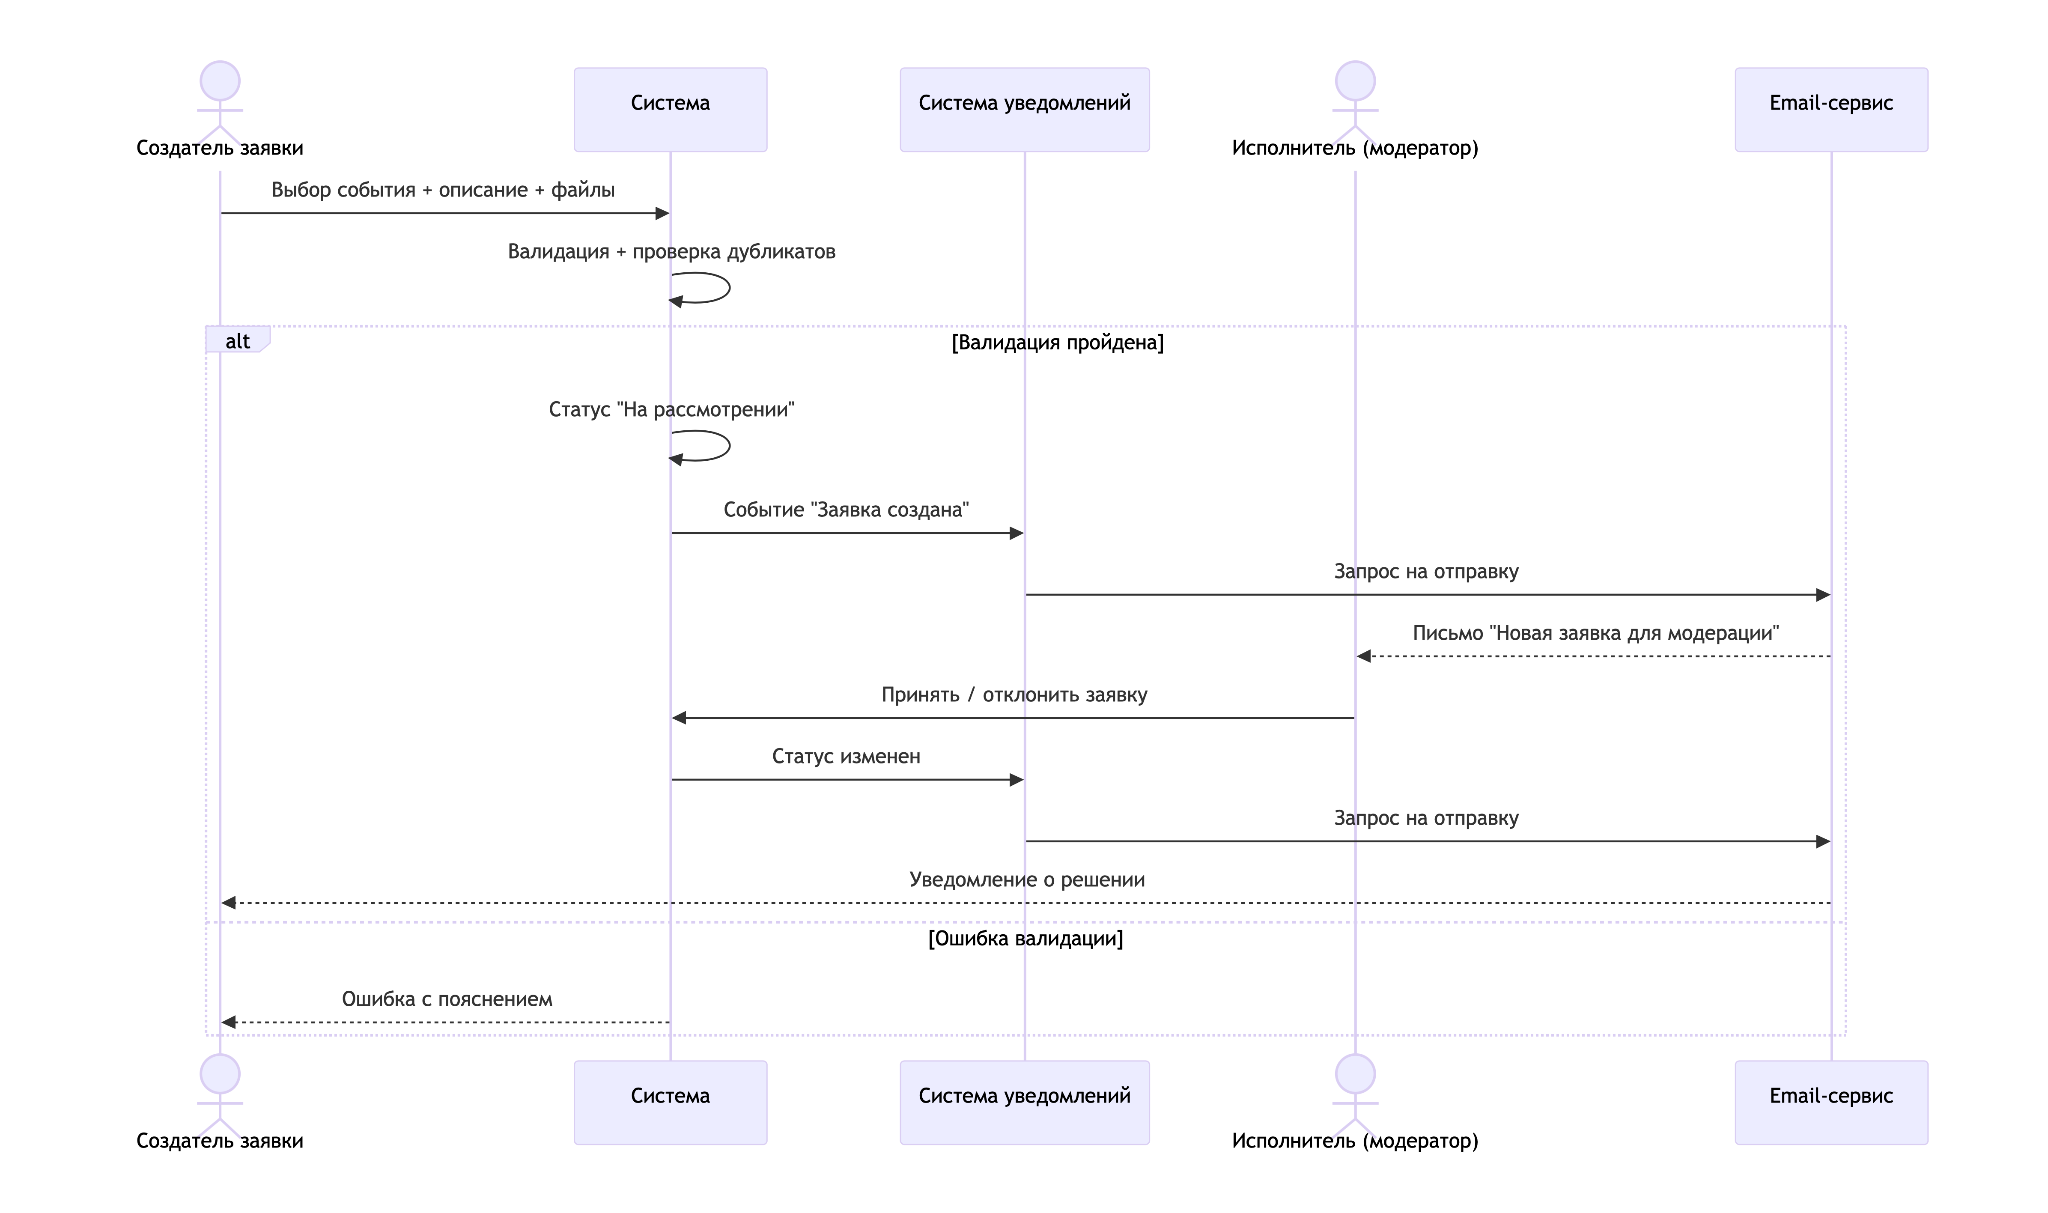 Создатель заявки
Система
Система уведомлений
Исполнитель (модератор)
Email-сервис
Выбор события + описание + файлы
Валидация + проверка дубликатов
alt
[Валидация пройдена]
Статус "На рассмотрении"
Событие "Заявка создана"
Запрос на отправку
Письмо "Новая заявка для модерации"
Принять / отклонить заявку
Статус изменен
Запрос на отправку
Уведомление о решении
[Ошибка валидации]
Ошибка с пояснением
Создатель заявки
Система
Система уведомлений
Исполнитель (модератор)
Email-сервис